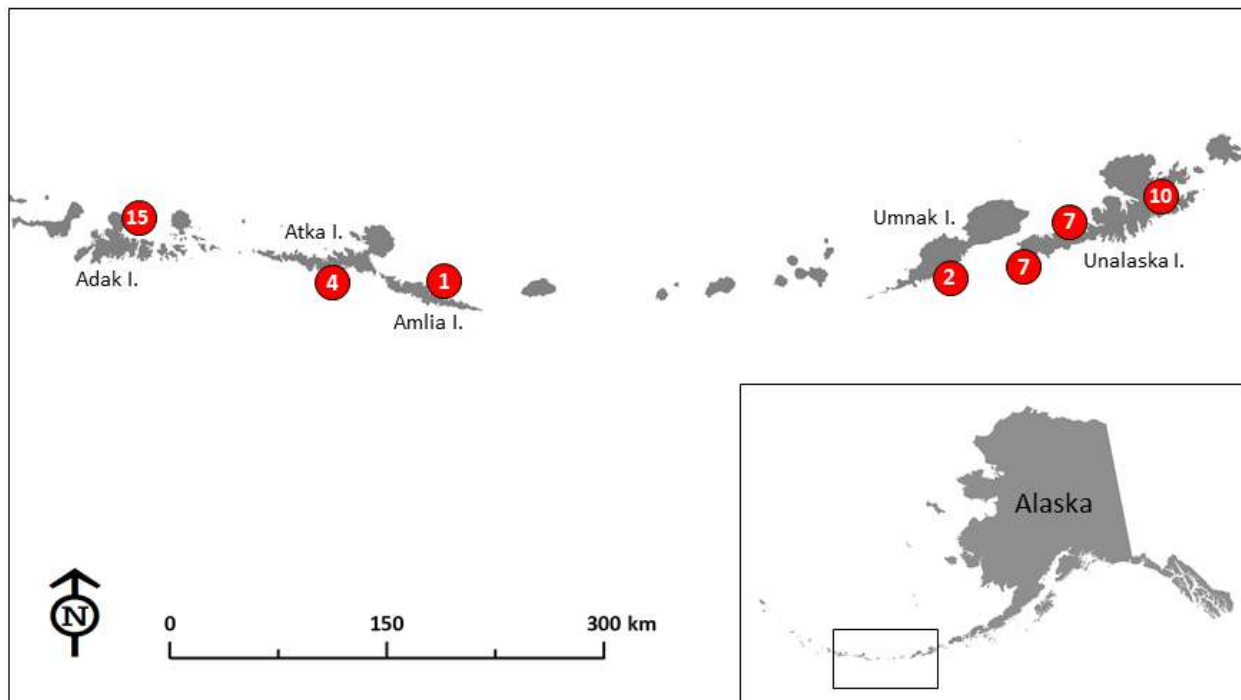 10
15
Atka I.
Umnak I.
7
Adak I.
4
1
2
7
Unalaska I.
Amlia I.
Alaska
N
0
150
300 km